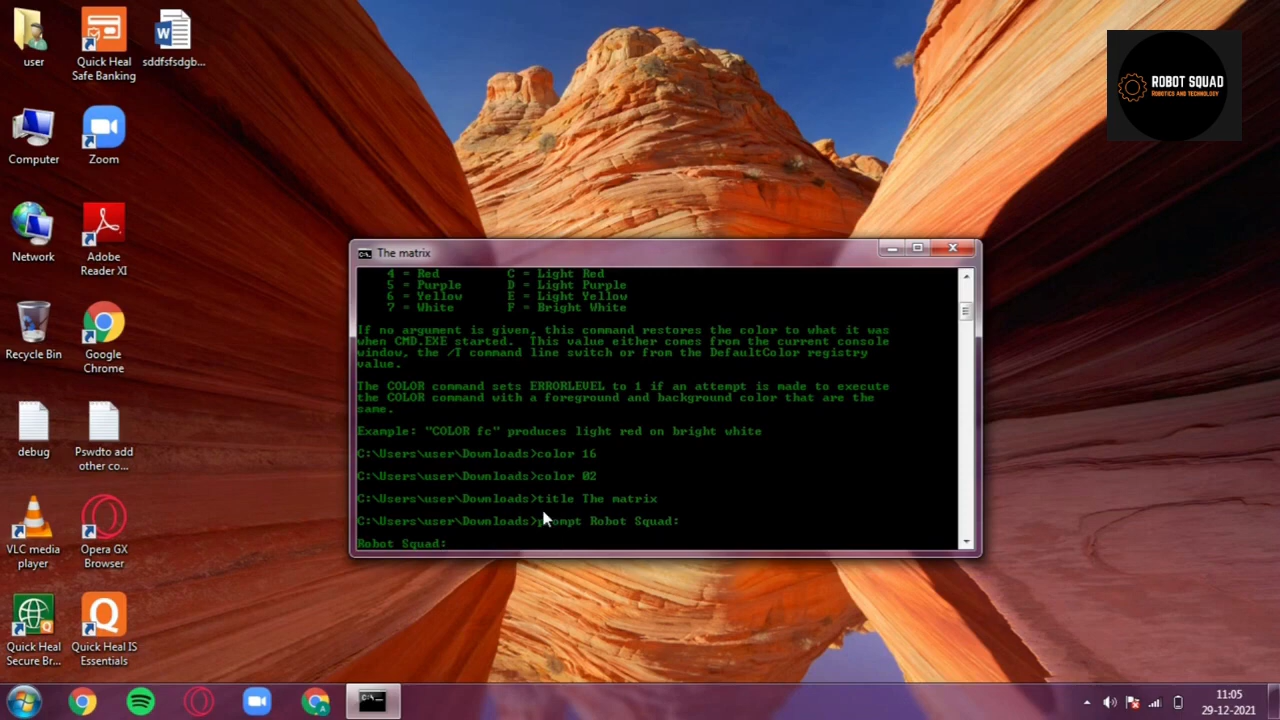 user
Quick Heal
Safe Banking
sddfsfsdgb...
ROBOT SQUAD
ROBOTICS AND TECHNOLOGY
Computer
Zoom
Network
Adobe
Reader XI
Recycle Bin
Google
Chrome
debug
Pswdto add
other co...
VLC media
player
Opera GX
Browser
Quick Heal
Secure Br...
Quick Heal IS
Essentials
The matrix
4 = Red C = Light Red
5 = Purple D = Light Purple
6 = Yellow E = Light Yellow
7 = White F = Bright White
If no argument is given, this command restores the color to what it was
when CMD.EXE started. This value either comes from the current console
window, the /T command line switch or from the DefaultColor registry
value.
The COLOR command sets ERRORLEVEL to 1 if an attempt is made to execute
the COLOR command with a foreground and background color that are the
same.
Example: "COLOR fc" produces light red on bright white
C:\Users\user\Downloads>color 16
C:\Users\user\Downloads>color 02
C:\Users\user\Downloads>title The matrix
C:\Users\user\Downloads>prompt Robot Squad:
Robot Squad:
11:05
29-12-2021